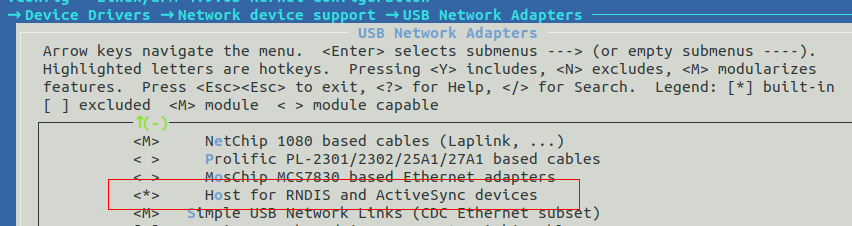 →Device Drivers →Network device support →USB Network Adapters
USB Network Adapters
Arrow keys navigate the menu.  <Enter> selects submenus ---> (or empty submenus ----).
Highlighted letters are hotkeys.  Pressing <Y> includes, <N> excludes, <M> modularizes
features.  Press <Esc><Esc> to exit, <?> for Help, </> for Search.  Legend: [*] built-in
[ ] excluded  <M> module  < > module capable
↑(-)
<M>     NetChip 1080 based cables (Laplink, ...)
< >     Prolific PL-2301/2302/25A1/27A1 based cables
< >     MosChip MCS7830 based Ethernet adapters
<*>     Host for RNDIS and ActiveSync devices
<M>   Simple USB Network Links (CDC Ethernet subset)